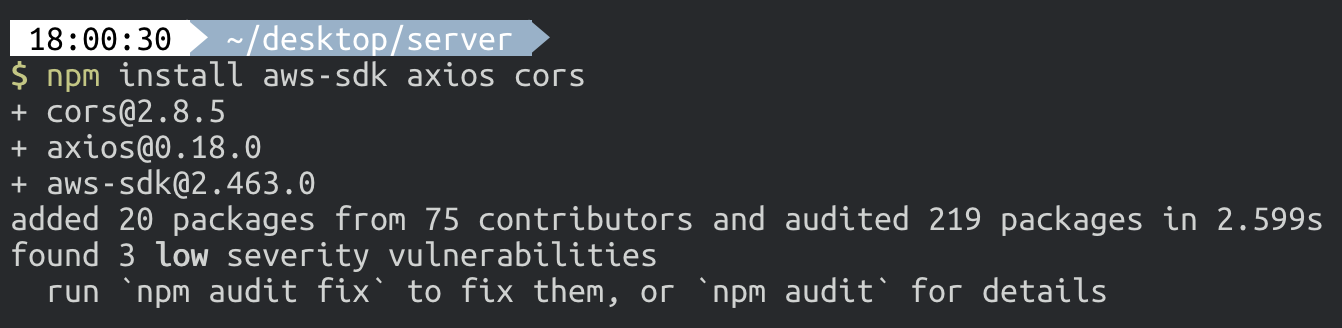 18:00:30 ~/desktop/server
$ npm install aws-sdk axios cors
+ cors@2.8.5
+ axios@0.18.0
+ aws-sdk@2.463.0
added 20 packages from 75 contributors and audited 219 packages in 2.599s
found 3 low severity vulnerabilities
  run `npm audit fix` to fix them, or `npm audit` for details